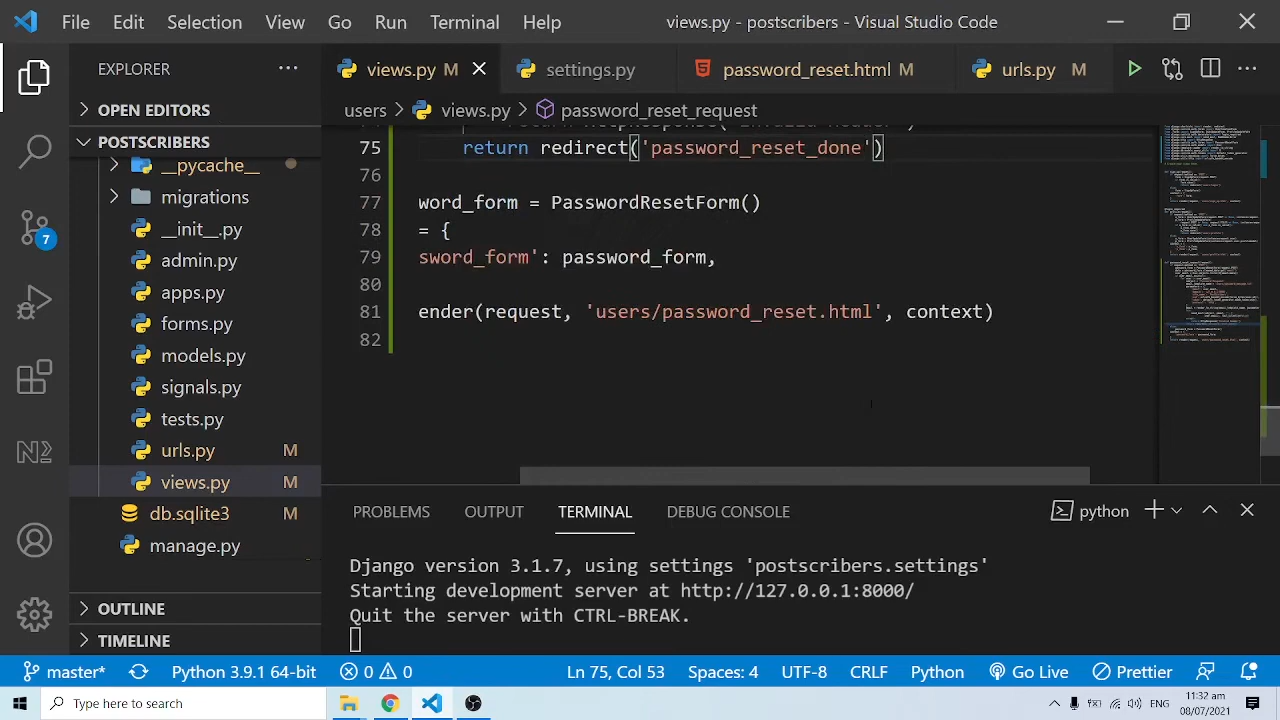 File Edit Selection View Go Run Terminal Help views.py - postscribers - Visual Studio Code
EXPLORER
views.py M settings.py password_reset.html M urls.py M
OPEN EDITORS
users > views.py > password_reset_request
POSTSCRIBERS
__pycache__
migrations
__init__.py
admin.py
apps.py
forms.py
models.py
signals.py
tests.py
urls.py M
views.py M
db.sqlite3 M
manage.py
OUTLINE
TIMELINE
7
75 return redirect('password_reset_done')
76
77 word_form = PasswordResetForm()
78 = {
79 sword_form': password_form,
80
81 ender(request, 'users/password_reset.html', context)
82
PROBLEMS OUTPUT TERMINAL DEBUG CONSOLE python
Django version 3.1.7, using settings 'postscribers.settings'
Starting development server at http://127.0.0.1:8000/
Quit the server with CTRL-BREAK.
master* Python 3.9.1 64-bit 0 0 Ln 75, Col 53 Spaces: 4 UTF-8 CRLF Python Go Live Prettier
Type here to search
ENG
11:32 am
08/07/2021